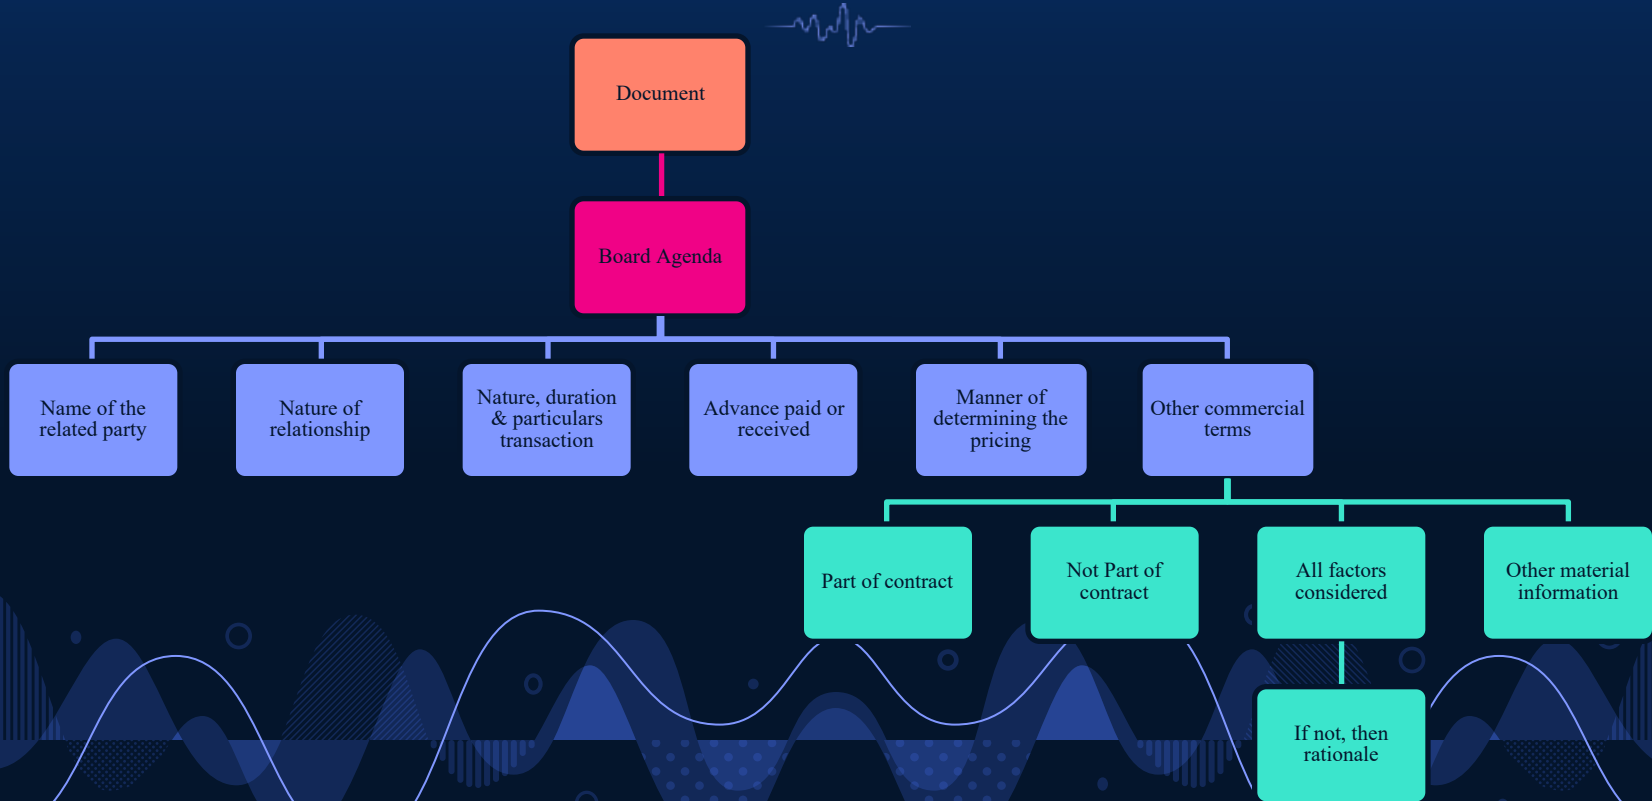 Document
Board Agenda
Name of the
related party
Nature of
relationship
Nature, duration
& particulars
transaction
Advance paid or
received
Manner of
determining the
pricing
Other commercial
terms
Part of contract
Not Part of
contract
All factors
considered
Other material
information
If not, then
rationale